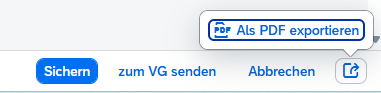 PDF Als PDF exportieren
Sichern zum VG senden Abbrechen